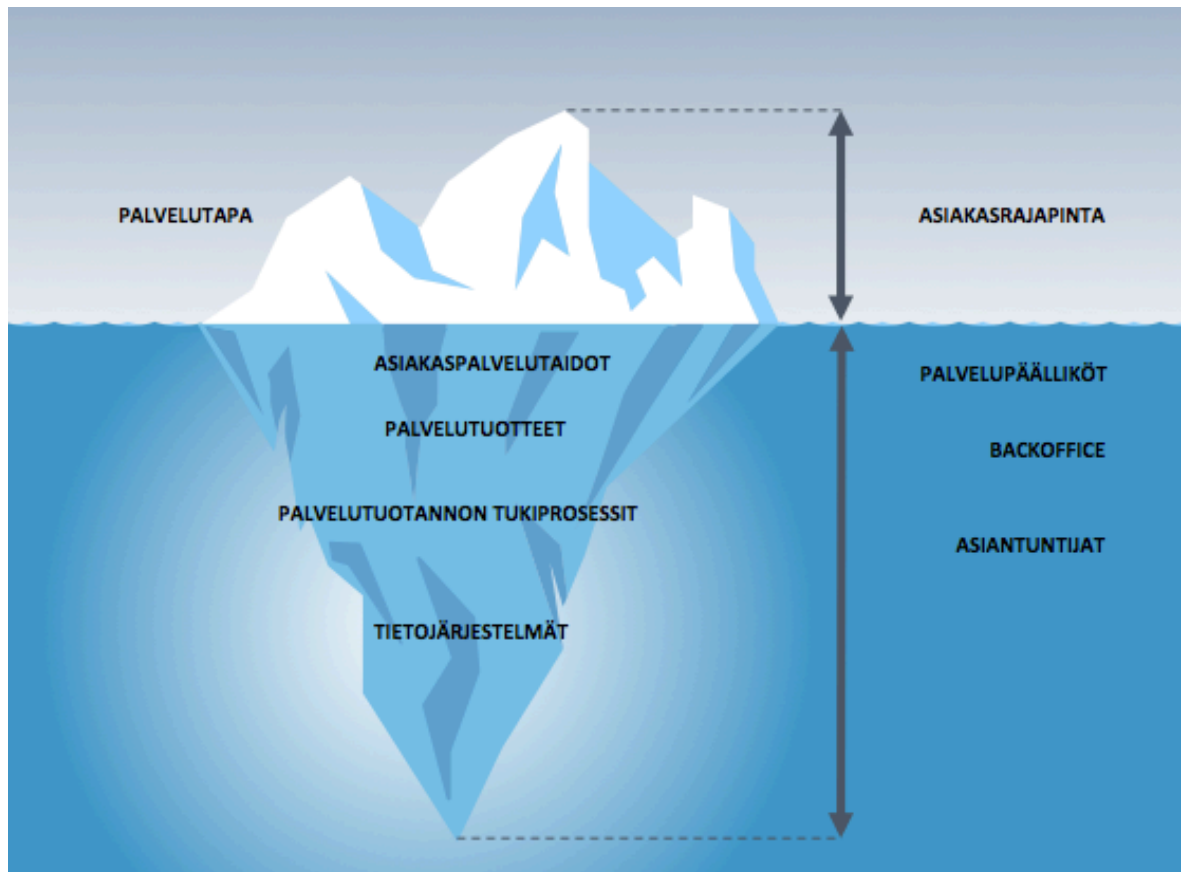 PALVELUTAPA
ASIAKASRAJAPINTA
ASIAKASPALVELUTAIDOT
PALVELUPÄÄLLIKÖT
PALVELUTUOTTEET
BACKOFFICE
PALVELUTUOTANNON TUKIPROSESSIT
ASIANTUNTIJAT
TIETOJÄRJESTELMÄT